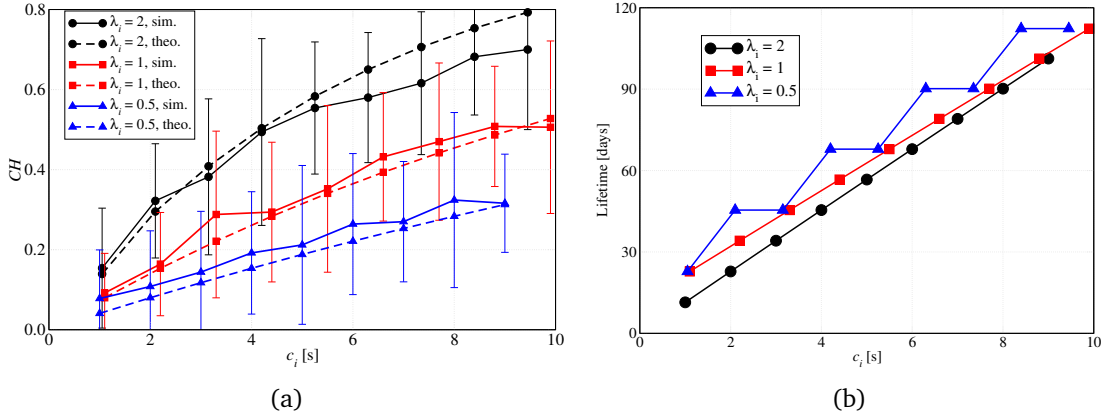 0.8
0.6
0.4
0.2
0.0
CH
λi = 2, sim.
λi = 2, theo.
λi = 1, sim.
λi = 1, theo.
λi = 0.5, sim.
λi = 0.5, theo.
0 2 4 6 8 10
ci [s]
(a)
120
90
60
30
0
Lifetime [days]
λi = 2
λi = 1
λi = 0.5
0 2 4 6 8 10
ci [s]
(b)